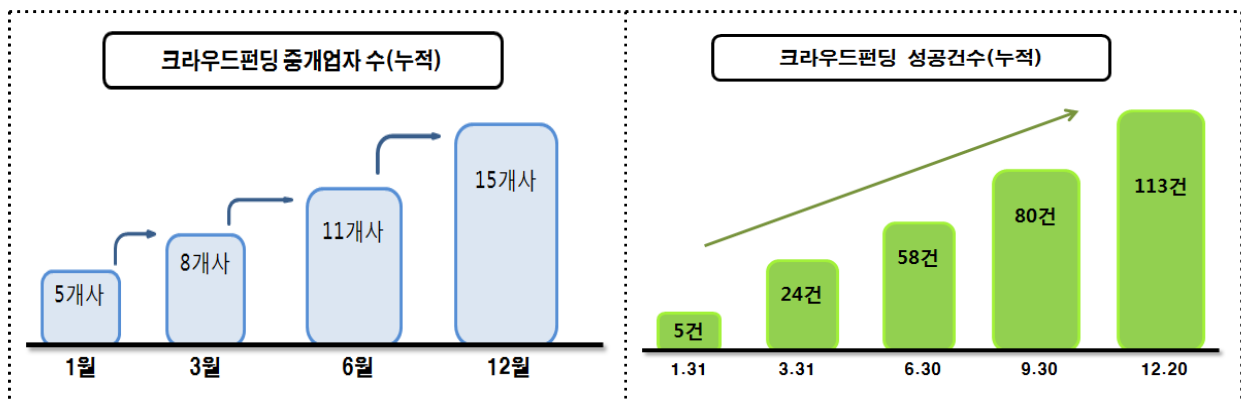 크라우드펀딩 중개업자 수(누적)
5개사
8개사
11개사
15개사
1월 3월 6월 12월
크라우드펀딩 성공건수(누적)
5건
24건
58건
80건
113건
1.31 3.31 6.30 9.30 12.20